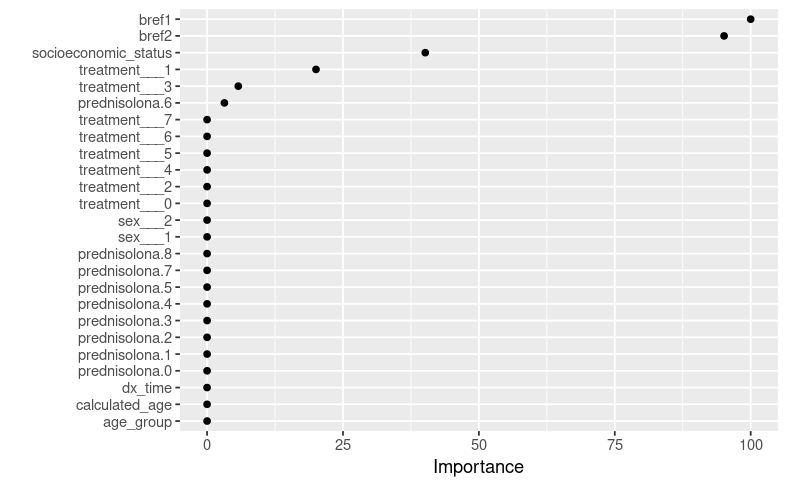 bref1
bref2
socioeconomic_status
treatment___1
treatment___3
prednisolona.6
treatment___7
treatment___6
treatment___5
treatment___4
treatment___2
treatment___0
sex___2
sex___1
prednisolona.8
prednisolona.7
prednisolona.5
prednisolona.4
prednisolona.3
prednisolona.2
prednisolona.1
prednisolona.0
dx_time
calculated_age
age_group
0 25 50 75 100
Importance